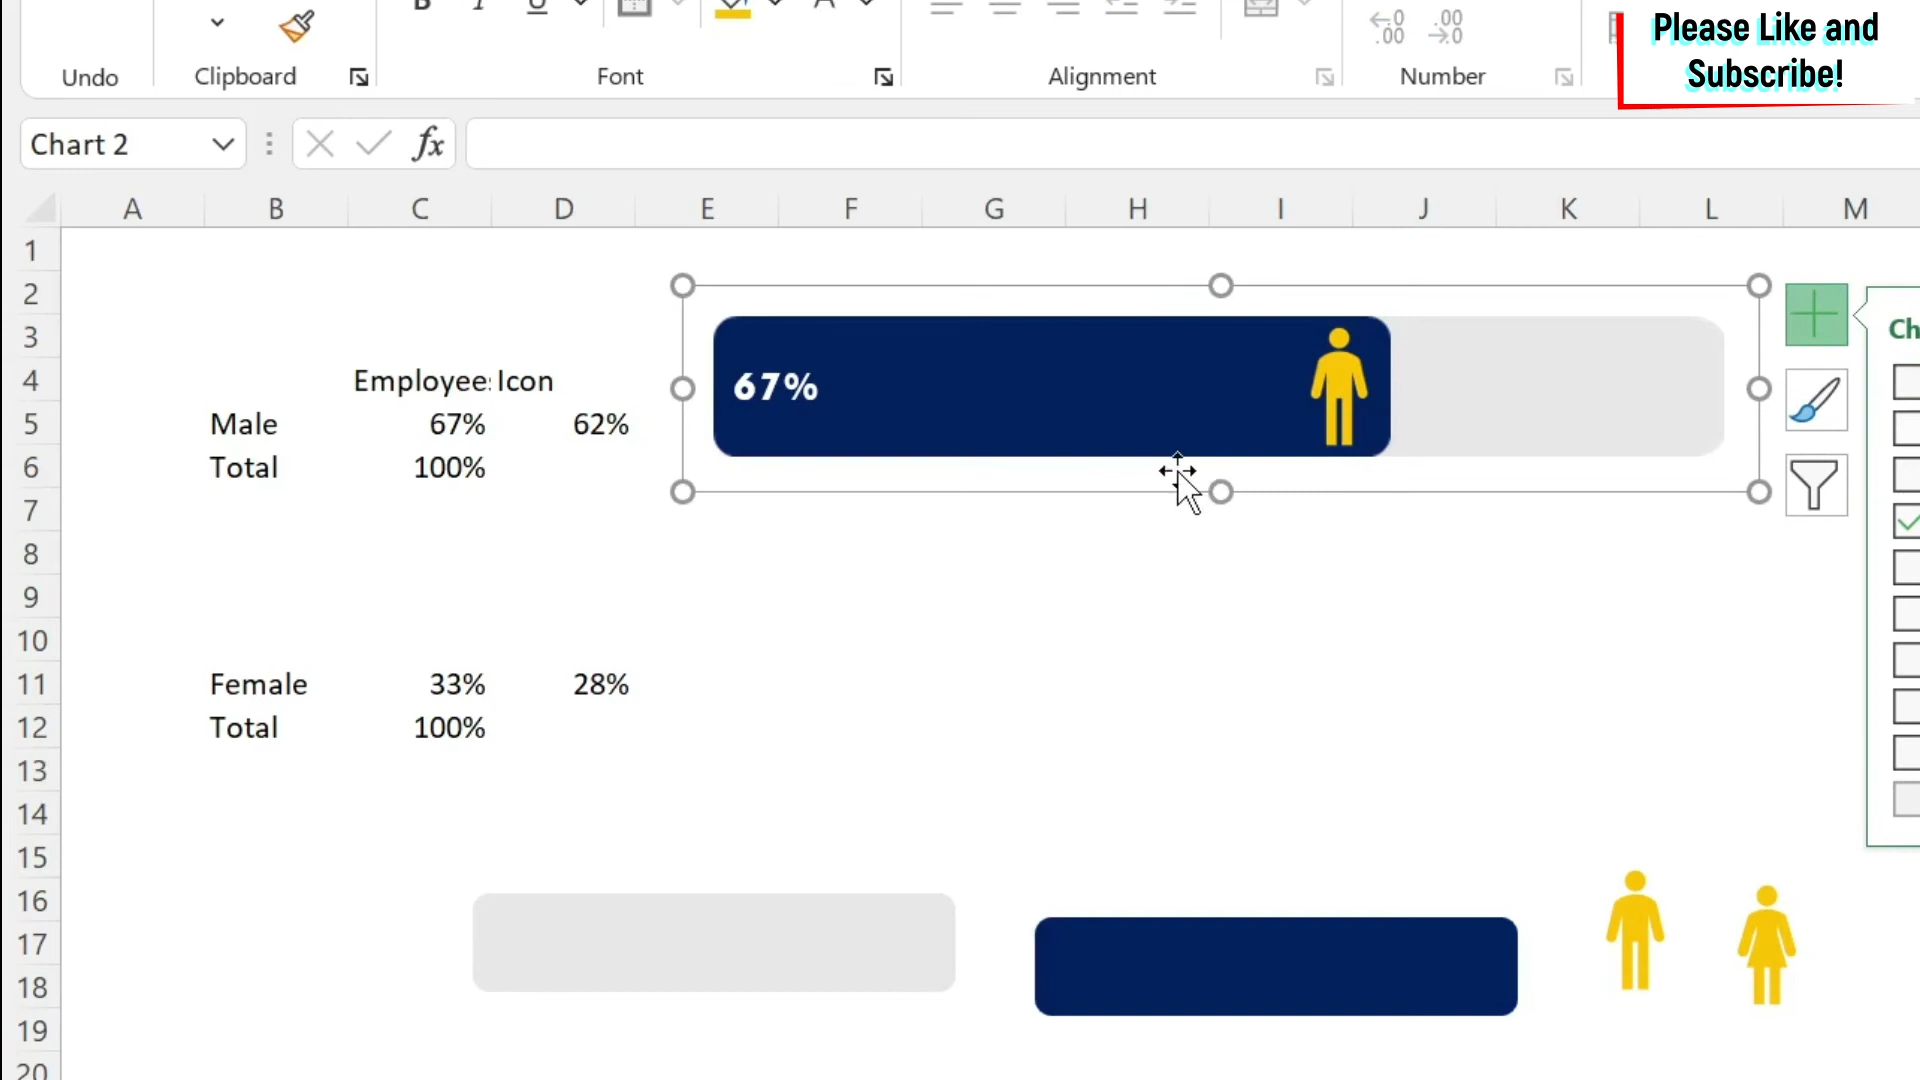 Please Like and
Subscribe!
Undo
Clipboard
Font
Alignment
Number
Chart 2
fx
A B C D E F G H I J K L M
1
2
3
4 Employee Icon
5 Male 67% 62%
6 Total 100%
7
8
9
10
11 Female 33% 28%
12 Total 100%
13
14
15
16
17
18
19
20
67%
Ch